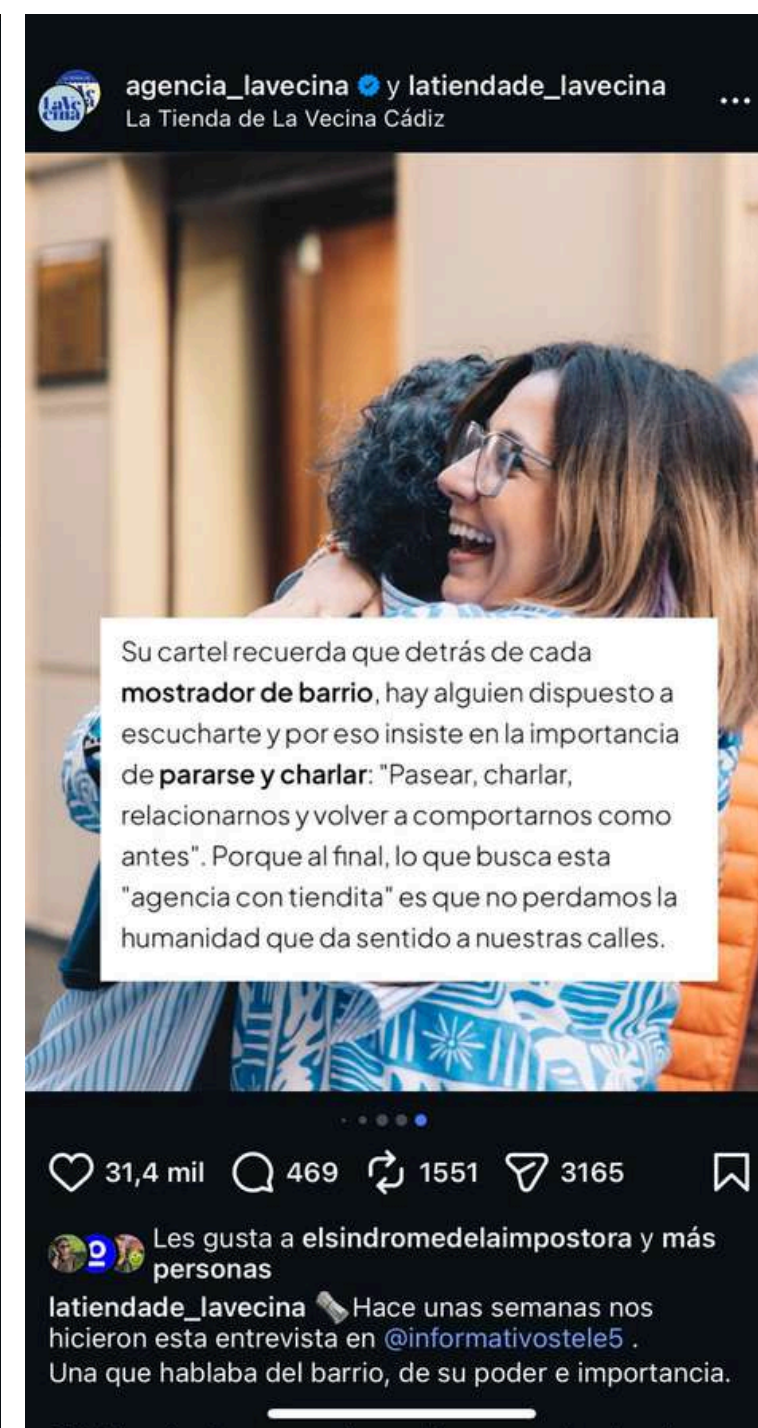 agencia_lavecina y latiendade_lavecina
La Tienda de La Vecina Cádiz
LaVe
cina
Su cartel recuerda que detrás de cada
mostrador de barrio, hay alguien dispuesto a
escucharte y por eso insiste en la importancia
de pararse y charlar: "Pasear, charlar,
relacionarnos y volver a comportarnos como
antes". Porque al final, lo que busca esta
"agencia con tiendita" es que no perdamos la
humanidad que da sentido a nuestras calles.
31,4 mil 469 1551 3165
Les gusta a elsindromedelaimpostora y más
personas
latiendade_lavecina 🗞️Hace unas semanas nos
hicieron esta entrevista en @informativostele5 .
Una que hablaba del barrio, de su poder e importancia.